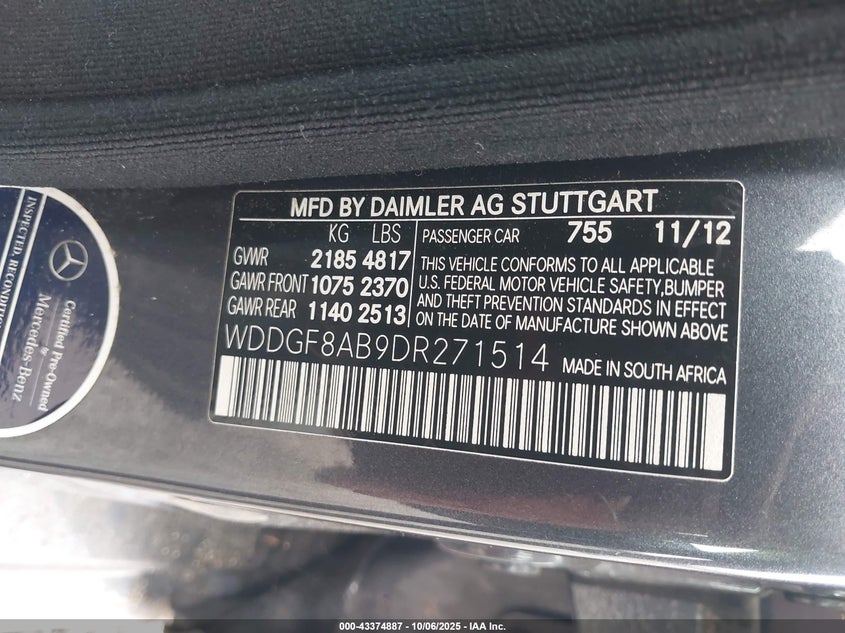 MFD BY DAIMLER AG STUTTGART
KG LBS
GVWR 2185 4817
GAWR FRONT 1075 2370
GAWR REAR 1140 2513
PASSENGER CAR 755 11/12
THIS VEHICLE CONFORMS TO ALL APPLICABLE
U.S. FEDERAL MOTOR VEHICLE SAFETY,BUMPER
AND THEFT PREVENTION STANDARDS IN EFFECT
ON THE DATE OF MANUFACTURE SHOWN ABOVE
WDDGF8AB9DR271514 MADE IN SOUTH AFRICA
INSPECTED,
Certified Pre-Owned
by
Mercedes-Benz
000-43374887 - 10/06/2025 - IAA Inc.